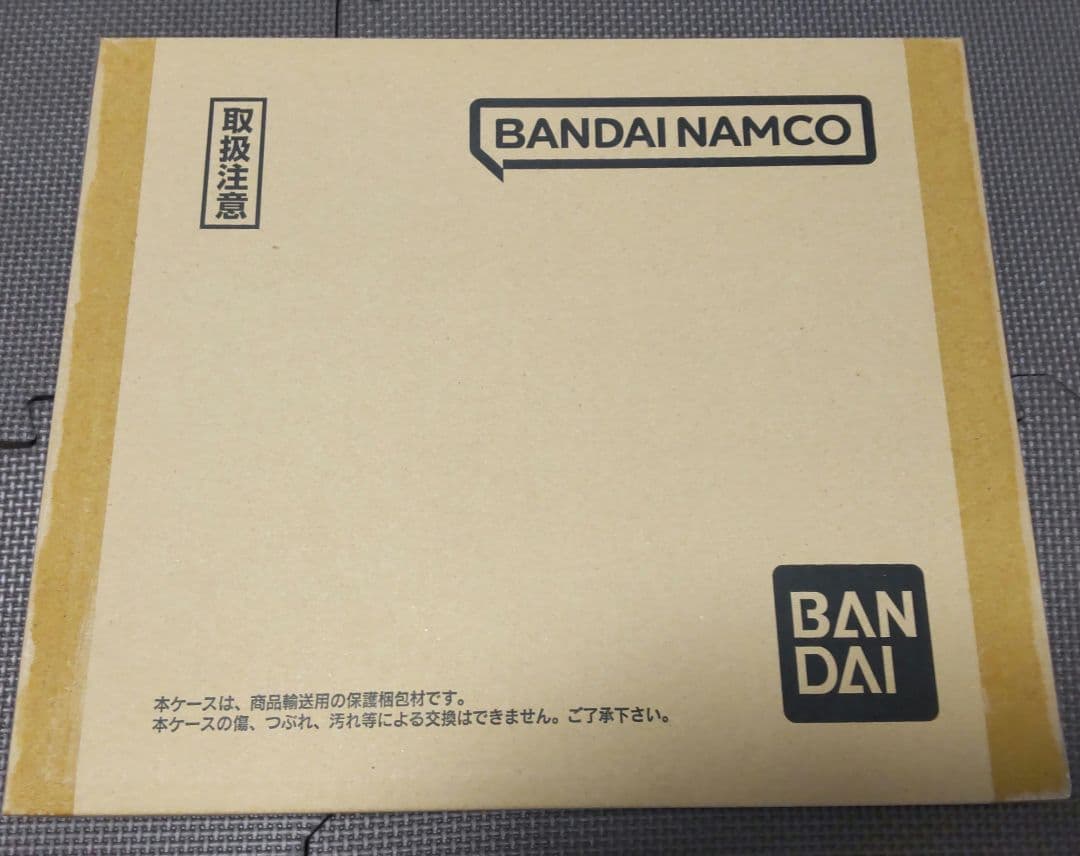 取扱注意
BANDAI NAMCO
BAN
DAI
本ケースは、商品輸送用の保護梱包材です。
本ケースの傷、つぶれ、汚れ等による交換はできません。ご了承下さい。